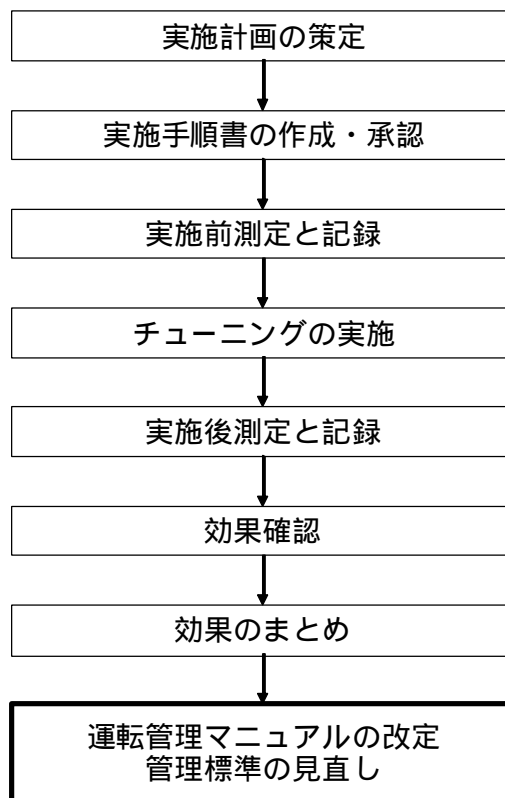 実施計画の策定
実施手順書の作成・承認
実施前測定と記録
チューニングの実施
実施後測定と記録
効果確認
効果のまとめ
運転管理マニュアルの改定
管理標準の見直し